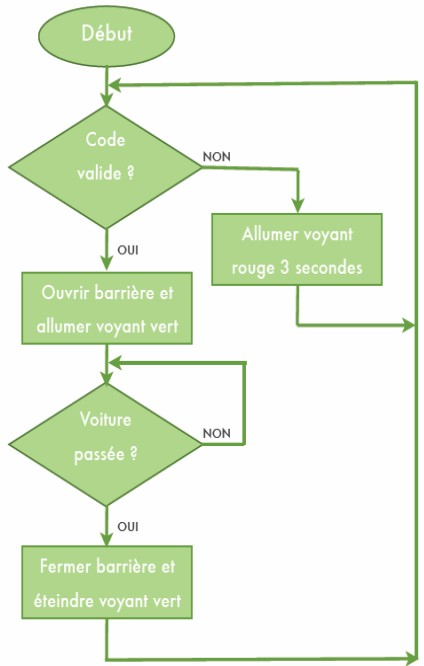 Début
Code
valide ?
NON
Allumer voyant
rouge 3 secondes
OUI
Ouvrir barrière et
allumer voyant vert
Voiture
passée ?
NON
OUI
Fermer barrière et
éteindre voyant vert